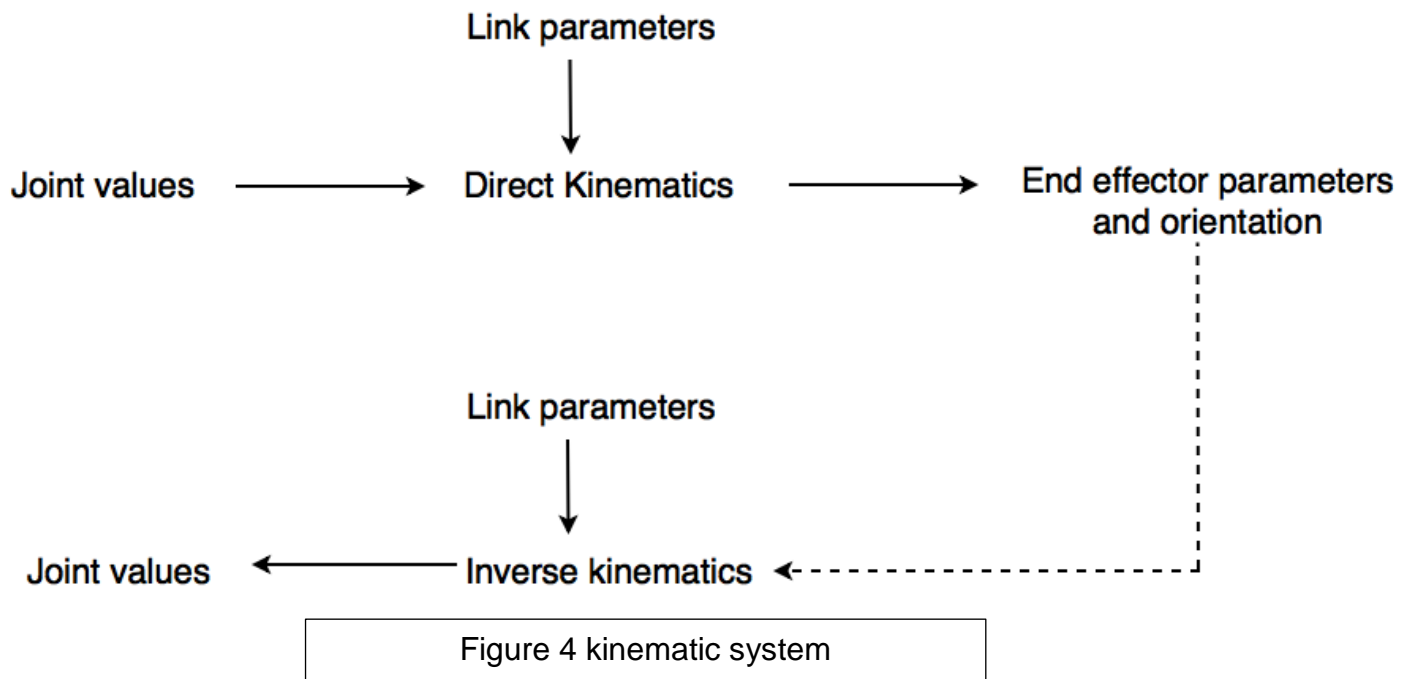 Link parameters
Joint values
Direct Kinematics
End effector parameters
and orientation
Link parameters
Joint values
Inverse kinematics
Figure 4 kinematic system